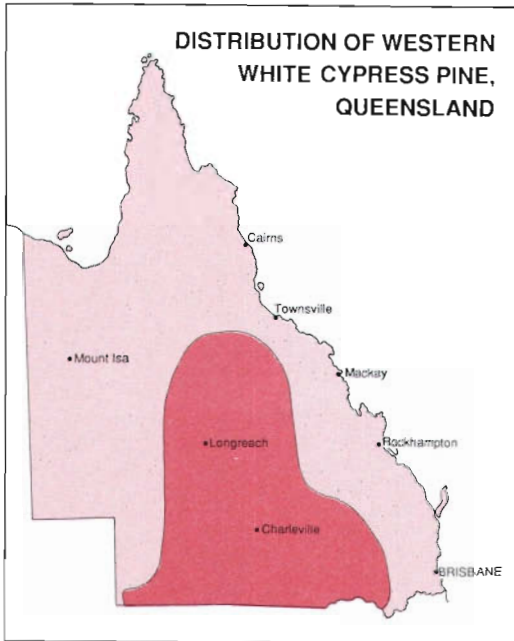 DISTRIBUTION OF WESTERN
WHITE CYPRESS PINE,
QUEENSLAND
Cairns
Townsville
Mount Isa
Mackay
Longreach
Rockhampton
Charleville
BRISBANE